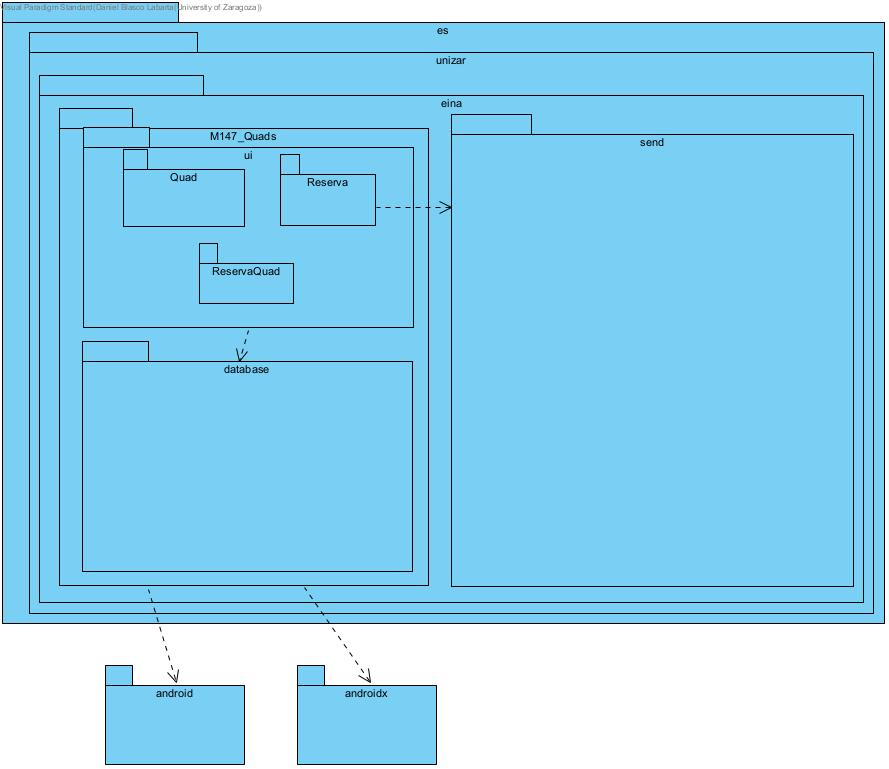 Visual Paradigm Standard(Daniel Blasco Labarta(University of Zaragoza))
es
unizar
eina
M147_Quads
send
ui
Quad
Reserva
ReservaQuad
database
android
androidx